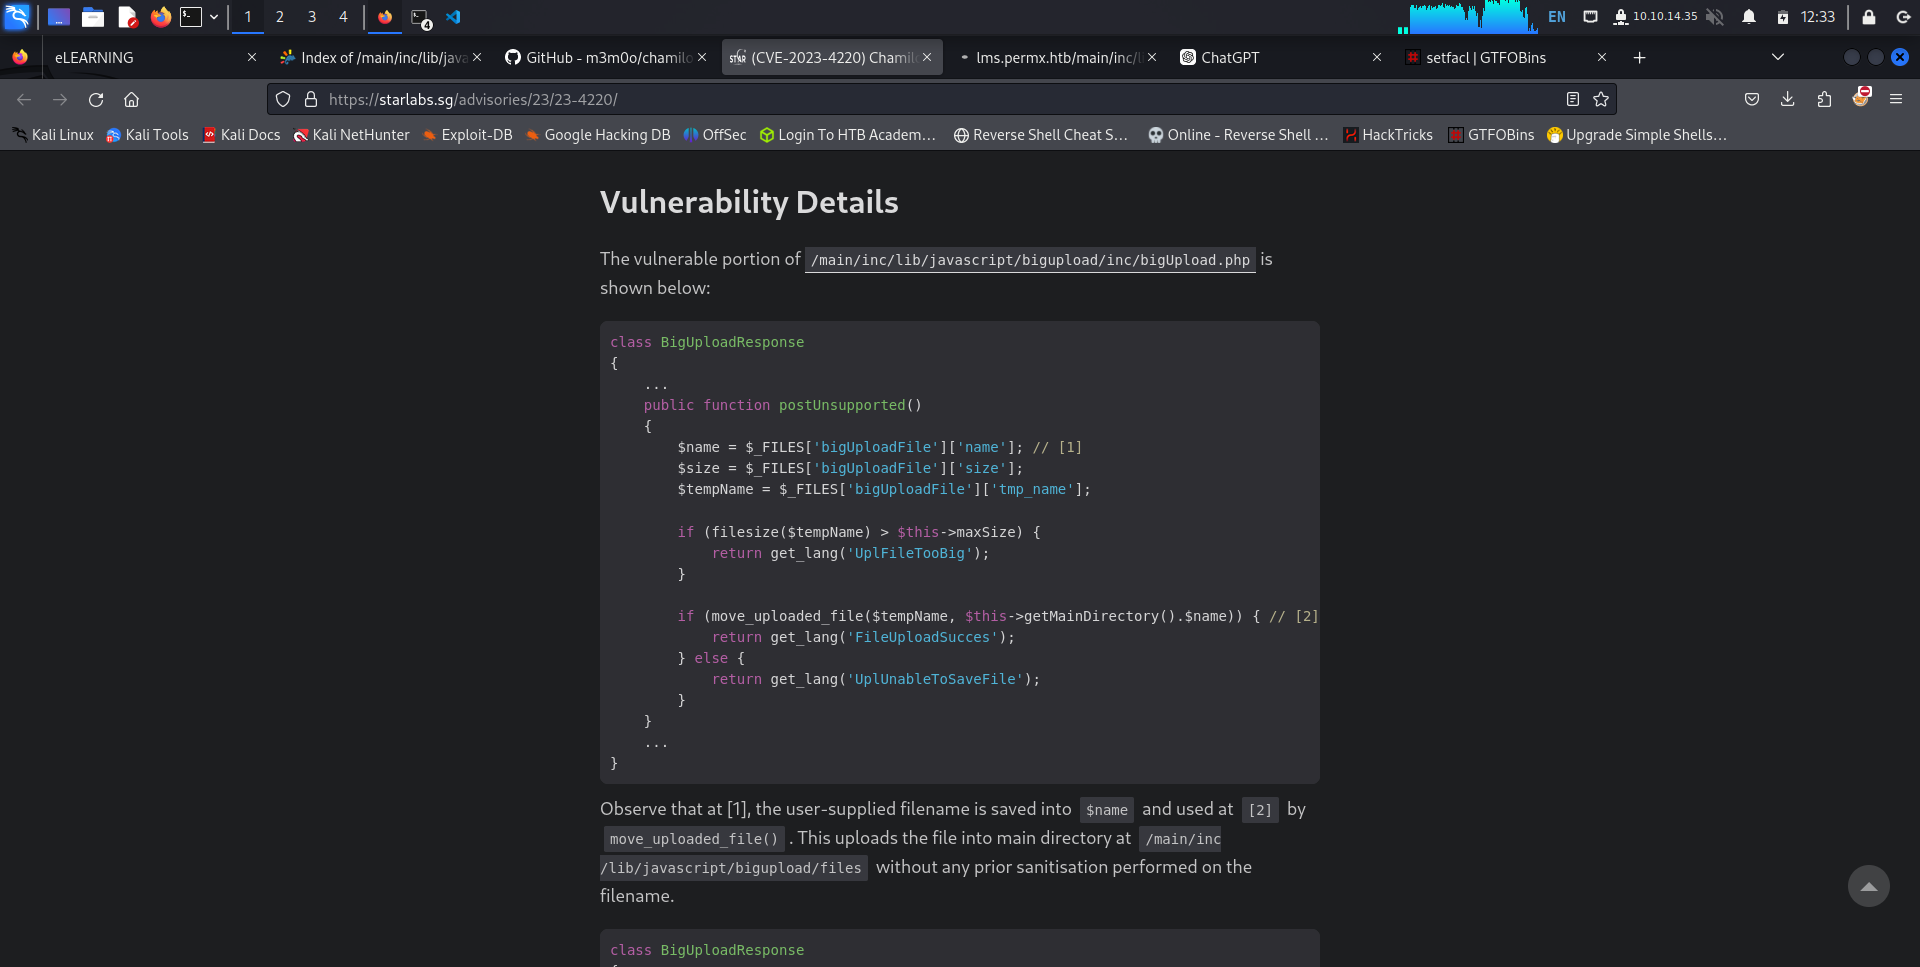 1 2 3 4 4 EN 10.10.14.35 12:33
eLEARNING Index of /main/inc/lib/java GitHub - m3m0o/chamilo (CVE-2023-4220) Chamil lms.permx.htb/main/inc/l ChatGPT setfacl | GTFOBins
https://starlabs.sg/advisories/23/23-4220/
Kali Linux Kali Tools Kali Docs Kali NetHunter Exploit-DB Google Hacking DB OffSec Login To HTB Academ... Reverse Shell Cheat S... Online - Reverse Shell ... HackTricks GTFOBins Upgrade Simple Shells...
Vulnerability Details
The vulnerable portion of /main/inc/lib/javascript/bigupload/inc/bigUpload.php is
shown below:
class BigUploadResponse
{
    ...
    public function postUnsupported()
    {
        $name = $_FILES['bigUploadFile']['name']; // [1]
        $size = $_FILES['bigUploadFile']['size'];
        $tempName = $_FILES['bigUploadFile']['tmp_name'];
        if (filesize($tempName) > $this->maxSize) {
            return get_lang('UplFileTooBig');
        }
        if (move_uploaded_file($tempName, $this->getMainDirectory().$name)) { // [2]
            return get_lang('FileUploadSucces');
        } else {
            return get_lang('UplUnableToSaveFile');
        }
    }
    ...
}
Observe that at [1], the user-supplied filename is saved into $name and used at [2] by
move_uploaded_file() . This uploads the file into main directory at /main/inc
/lib/javascript/bigupload/files without any prior sanitisation performed on the
filename.
class BigUploadResponse